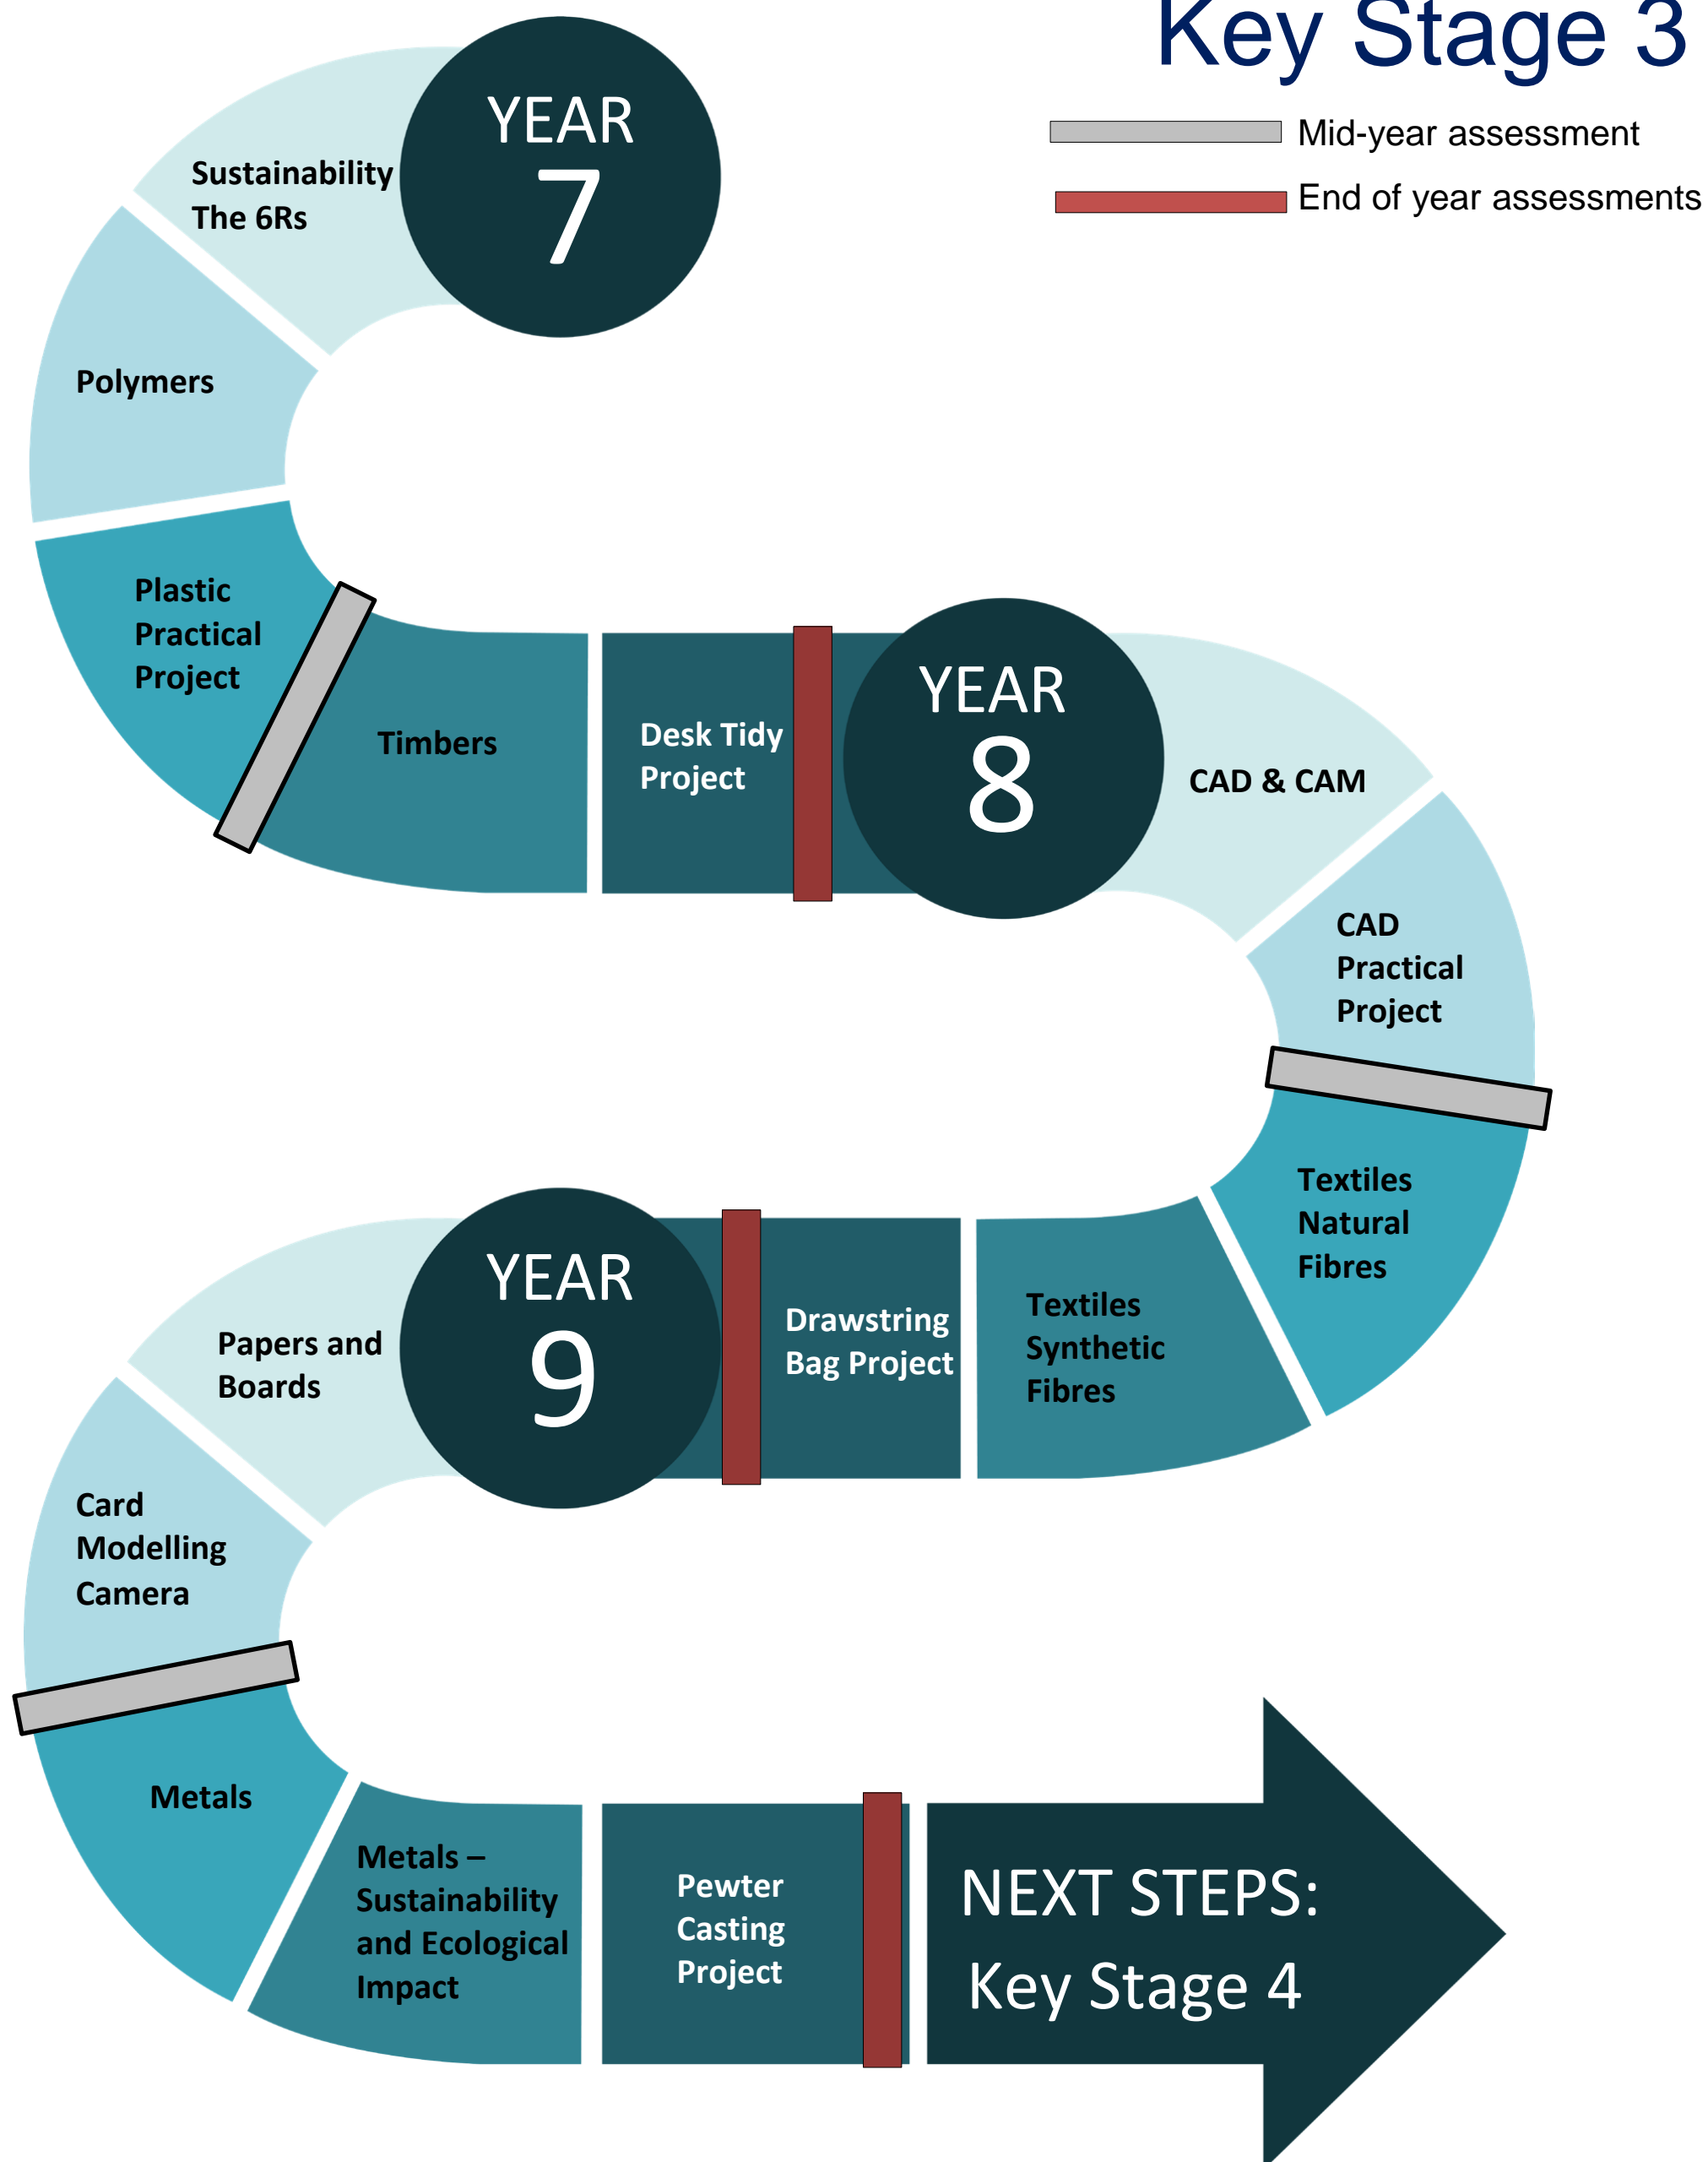 Key Stage 3
Mid-year assessment
End of year assessments
YEAR
7
Sustainability
The 6Rs
Polymers
Plastic
Practical
Project
Timbers
Desk Tidy
Project
YEAR
8
CAD & CAM
CAD
Practical
Project
Textiles
Natural
Fibres
Textiles
Synthetic
Fibres
Drawstring
Bag Project
YEAR
9
Papers and
Boards
Card
Modelling
Camera
Metals
Metals –
Sustainability
and Ecological
Impact
Pewter
Casting
Project
NEXT STEPS:
Key Stage 4